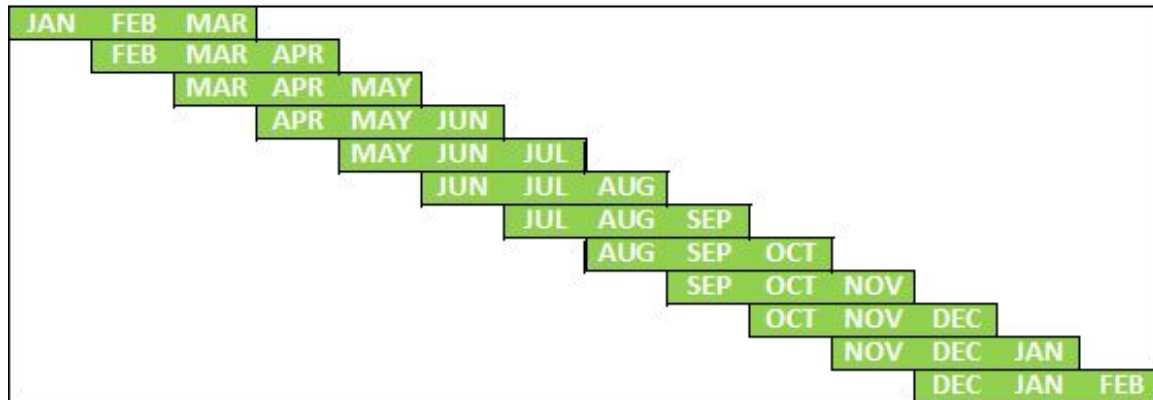 JAN FEB MAR
FEB MAR APR
MAR APR MAY
APR MAY JUN
MAY JUN JUL
JUN JUL AUG
JUL AUG SEP
AUG SEP OCT
SEP OCT NOV
OCT NOV DEC
NOV DEC JAN
DEC JAN FEB